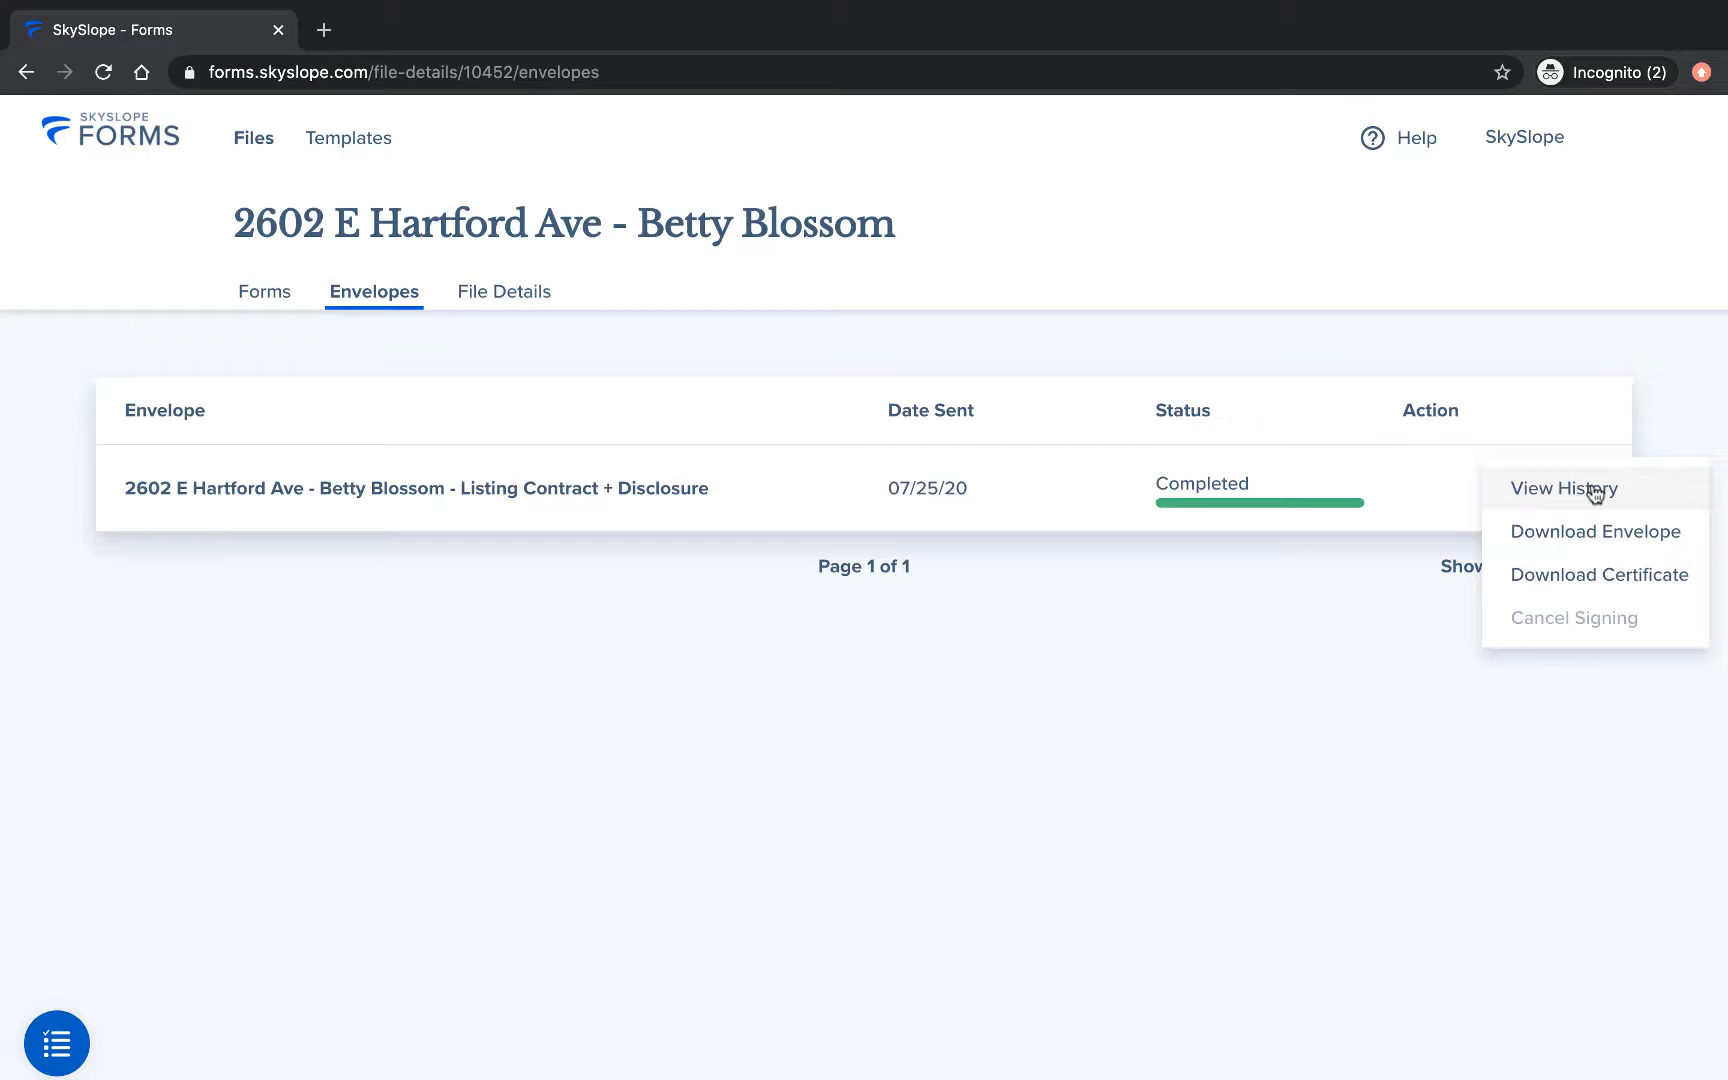 SkySlope - Forms
forms.skyslope.com/file-details/10452/envelopes
Incognito (2)
SKYSLOPE
FORMS
Files
Templates
Help
SkySlope
2602 E Hartford Ave - Betty Blossom
Forms
Envelopes
File Details
Envelope
Date Sent
Status
Action
2602 E Hartford Ave - Betty Blossom - Listing Contract + Disclosure
07/25/20
Completed
View History
Download Envelope
Download Certificate
Cancel Signing
Page 1 of 1
Show